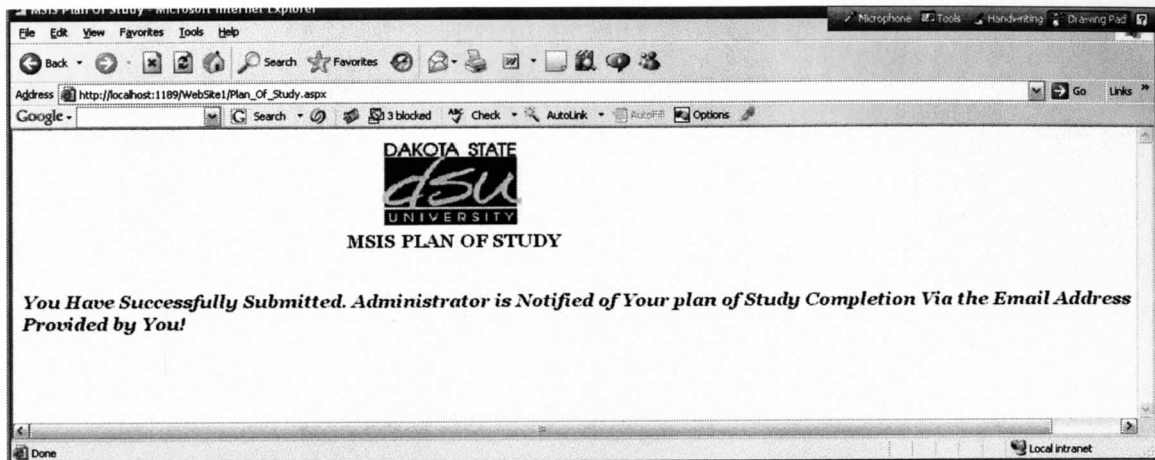 MSIS Plan Of Study - Microsoft Internet Explorer
Microphone Tools Handwriting Drawing Pad
File Edit View Favorites Tools Help
Back Search Favorites
Address http://localhost:1189/WebSite1/Plan_Of_Study.aspx Go Links »
Google Search 3 blocked Check AutoLink AutoFill Options
DAKOTA STATE
dsu
UNIVERSITY
MSIS PLAN OF STUDY
You Have Successfully Submitted. Administrator is Notified of Your plan of Study Completion Via the Email Address
Provided by You!
Done Local intranet